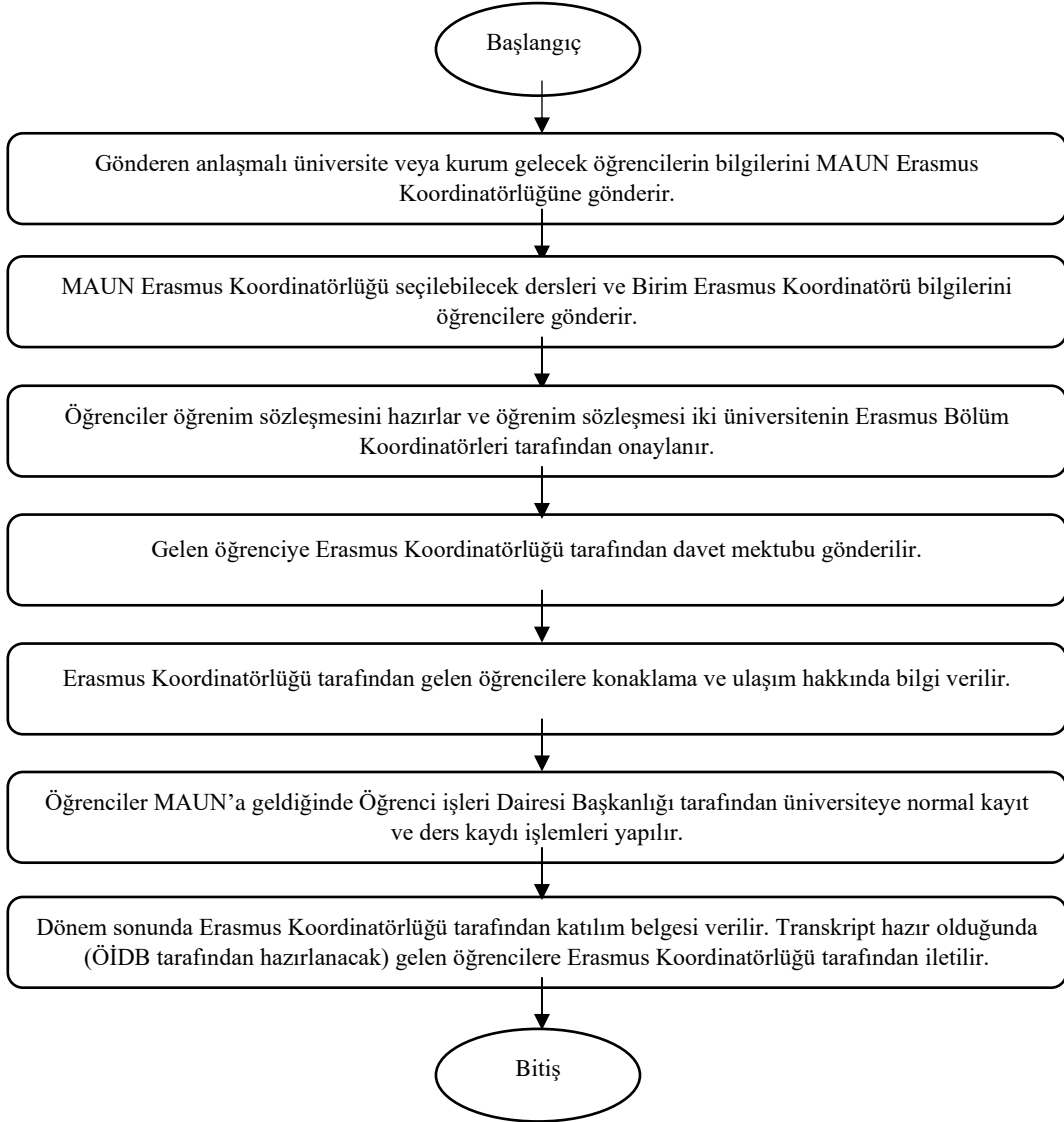 Başlangıç
Gönderen anlaşmalı üniversite veya kurum gelecek öğrencilerin bilgilerini MAUN Erasmus
Koordinatörlüğüne gönderir.
MAUN Erasmus Koordinatörlüğü seçilebilecek dersleri ve Birim Erasmus Koordinatörü bilgilerini
öğrencilere gönderir.
Öğrenciler öğrenim sözleşmesini hazırlar ve öğrenim sözleşmesi iki üniversitenin Erasmus Bölüm
Koordinatörleri tarafından onaylanır.
Gelen öğrenciye Erasmus Koordinatörlüğü tarafından davet mektubu gönderilir.
Erasmus Koordinatörlüğü tarafından gelen öğrencilere konaklama ve ulaşım hakkında bilgi verilir.
Öğrenciler MAUN’a geldiğinde Öğrenci işleri Dairesi Başkanlığı tarafından üniversiteye normal kayıt
ve ders kaydı işlemleri yapılır.
Dönem sonunda Erasmus Koordinatörlüğü tarafından katılım belgesi verilir. Transkript hazır olduğunda
(ÖİDB tarafından hazırlanacak) gelen öğrencilere Erasmus Koordinatörlüğü tarafından iletilir.
Bitiş